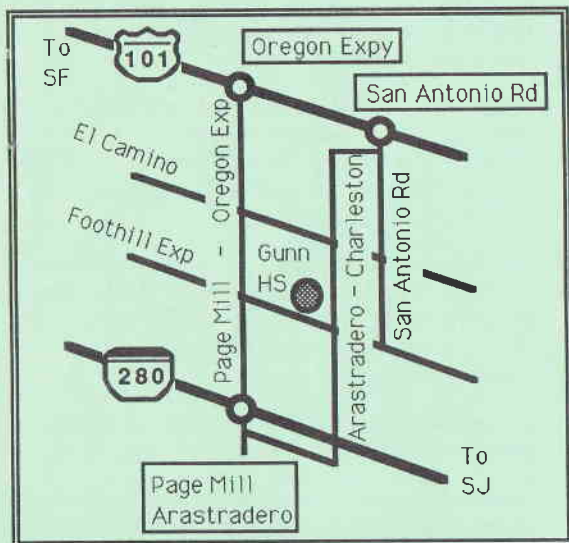 To
SF
101
Oregon Expy
San Antonio Rd
El Camino
Foothill Exp
Page Mill - Oregon Exp
Gunn
HS
Arastradero - Charleston
San Antonio Rd
280
Page Mill
Arastradero
To
SJ